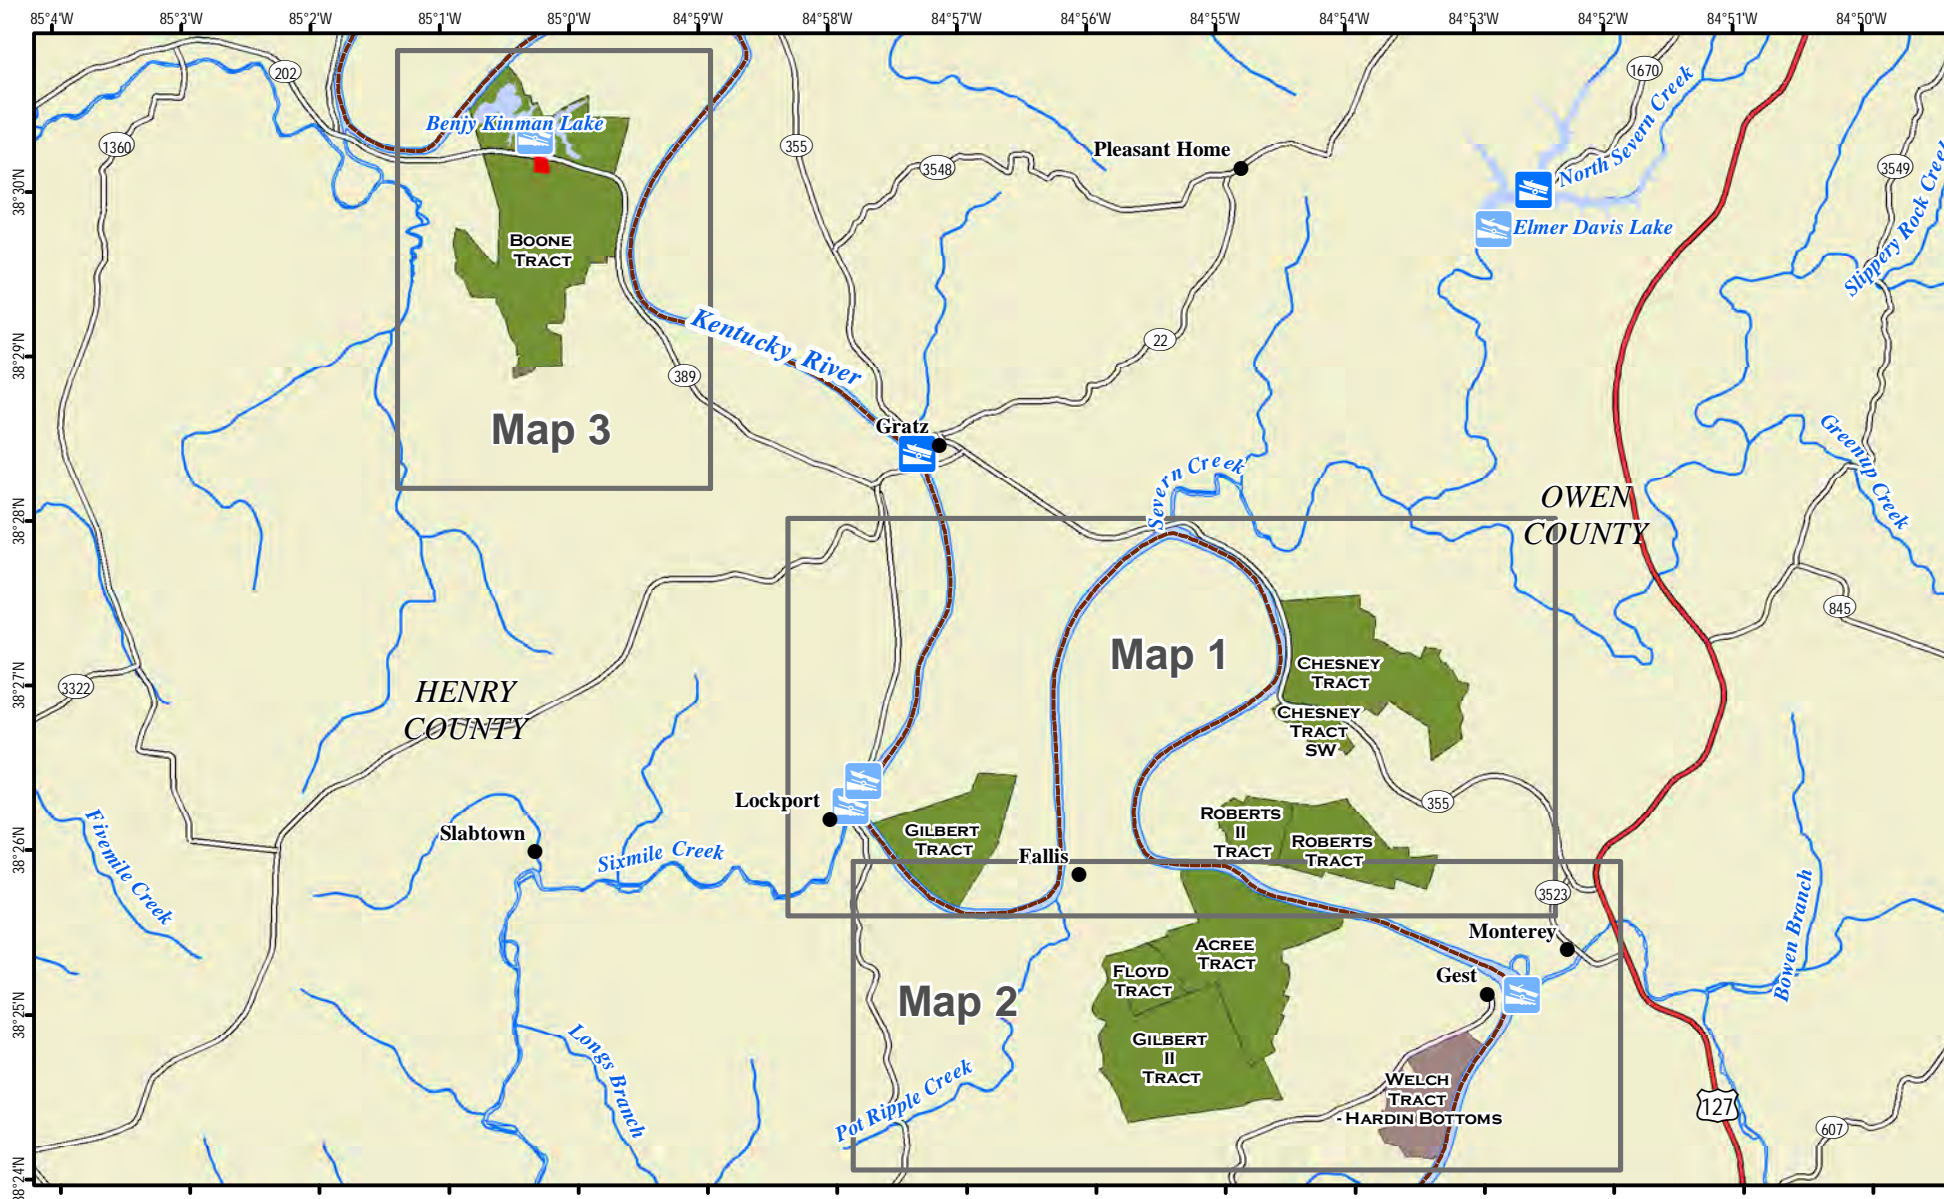 85°4'W
85°3'W
85°2'W
85°1'W
85°0'W
84°59'W
84°58'W
84°57'W
84°56'W
84°55'W
84°54'W
84°53'W
84°52'W
84°51'W
84°50'W
38°30'N
38°29'N
38°28'N
38°27'N
38°26'N
38°25'N
38°24'N
202
1670
1360
Benjy Kinman Lake
355
3548
Pleasant Home
North Severn Creek
3549
Slippery Rock Creek
Elmer Davis Lake
BOONE
TRACT
Kentucky River
22
389
Map 3
Gratz
Greenup Creek
Severn Creek
OWEN
COUNTY
845
Map 1
CHESNEY
TRACT
3322
HENRY
COUNTY
CHESNEY
TRACT
SW
Lockport
355
Fivemile Creek
Slabtown
Sixmile Creek
GILBERT
TRACT
ROBERTS
II
TRACT
ROBERTS
TRACT
Fallis
3523
Monterey
Bowen Branch
ACREE
TRACT
FLOYD
TRACT
Gest
Map 2
Longs Branch
GILBERT
II
TRACT
Pot Ripple Creek
WELCH
TRACT
- HARDIN BOTTOMS
127
607